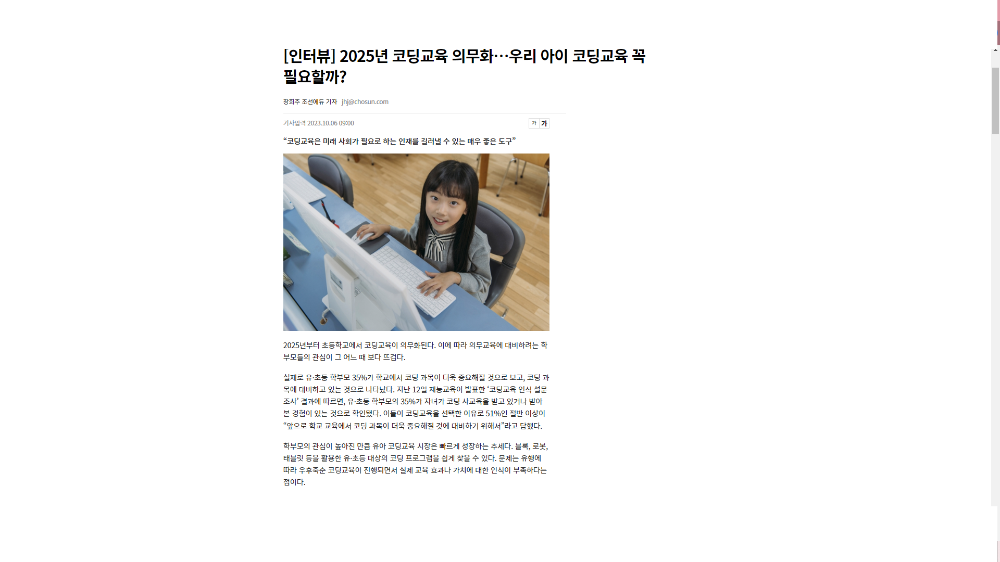 [인터뷰] 2025년 코딩교육 의무화…우리 아이 코딩교육 꼭
필요할까?
장희주 조선에듀 기자 jhj@chosun.com
기사입력 2023.10.06 09:00
가 가
“코딩교육은 미래 사회가 필요로 하는 인재를 길러낼 수 있는 매우 좋은 도구”
2025년부터 초등학교에서 코딩교육이 의무화된다. 이에 따라 의무교육에 대비하려는 학
부모들의 관심이 그 어느 때 보다 뜨겁다.
실제로 유·초등 학부모 35%가 학교에서 코딩 과목이 더욱 중요해질 것으로 보고, 코딩 과
목에 대비하고 있는 것으로 나타났다. 지난 12일 재능교육이 발표한 ‘코딩교육 인식 설문
조사’ 결과에 따르면, 유·초등 학부모의 35%가 자녀가 코딩 사교육을 받고 있거나 받아
본 경험이 있는 것으로 확인됐다. 이들이 코딩교육을 선택한 이유로 51%인 절반 이상이
“앞으로 학교 교육에서 코딩 과목이 더욱 중요해질 것에 대비하기 위해서”라고 답했다.
학부모의 관심이 높아진 만큼 유아 코딩교육 시장은 빠르게 성장하는 추세다. 블록, 로봇,
태블릿 등을 활용한 유·초등 대상의 코딩 프로그램을 쉽게 찾을 수 있다. 문제는 유행에
따라 우후죽순 코딩교육이 진행되면서 실제 교육 효과나 가치에 대한 인식이 부족하다는
점이다.